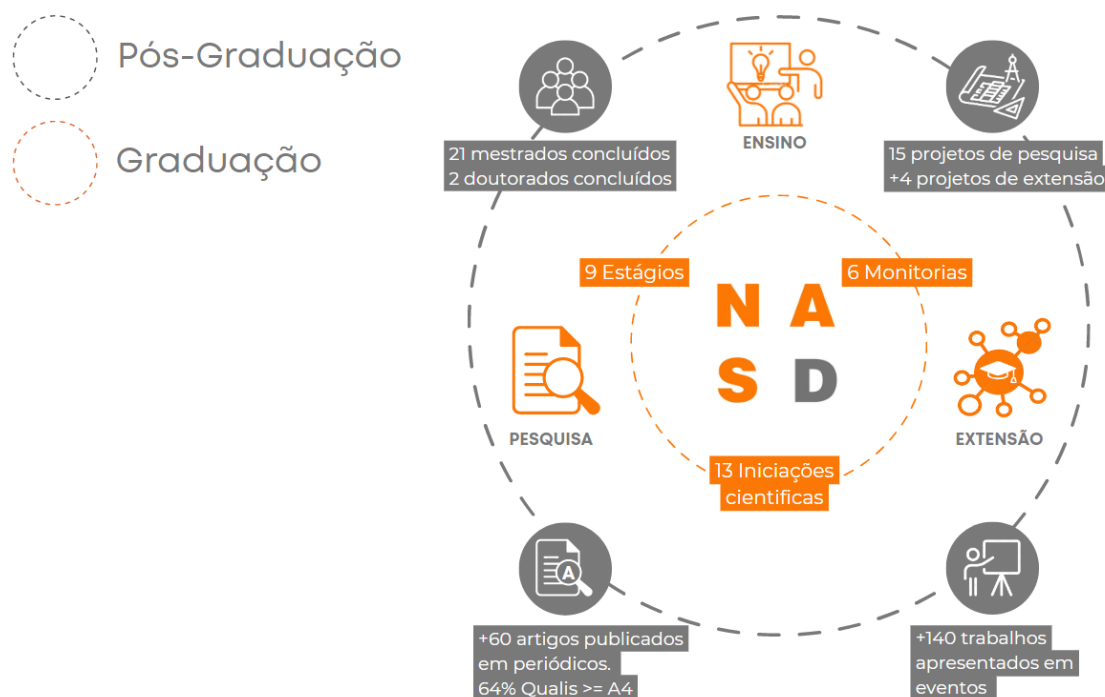 Pós-Graduação
Graduação
21 mestrados concluídos
2 doutorados concluídos
ENSINO
15 projetos de pesquisa
+4 projetos de extensão
9 Estágios
6 Monitorias
N A
S D
PESQUISA
EXTENSÃO
13 Iniciações
cientificas
A
+60 artigos publicados
em periódicos.
64% Qualis >= A4
+140 trabalhos
apresentados em
eventos